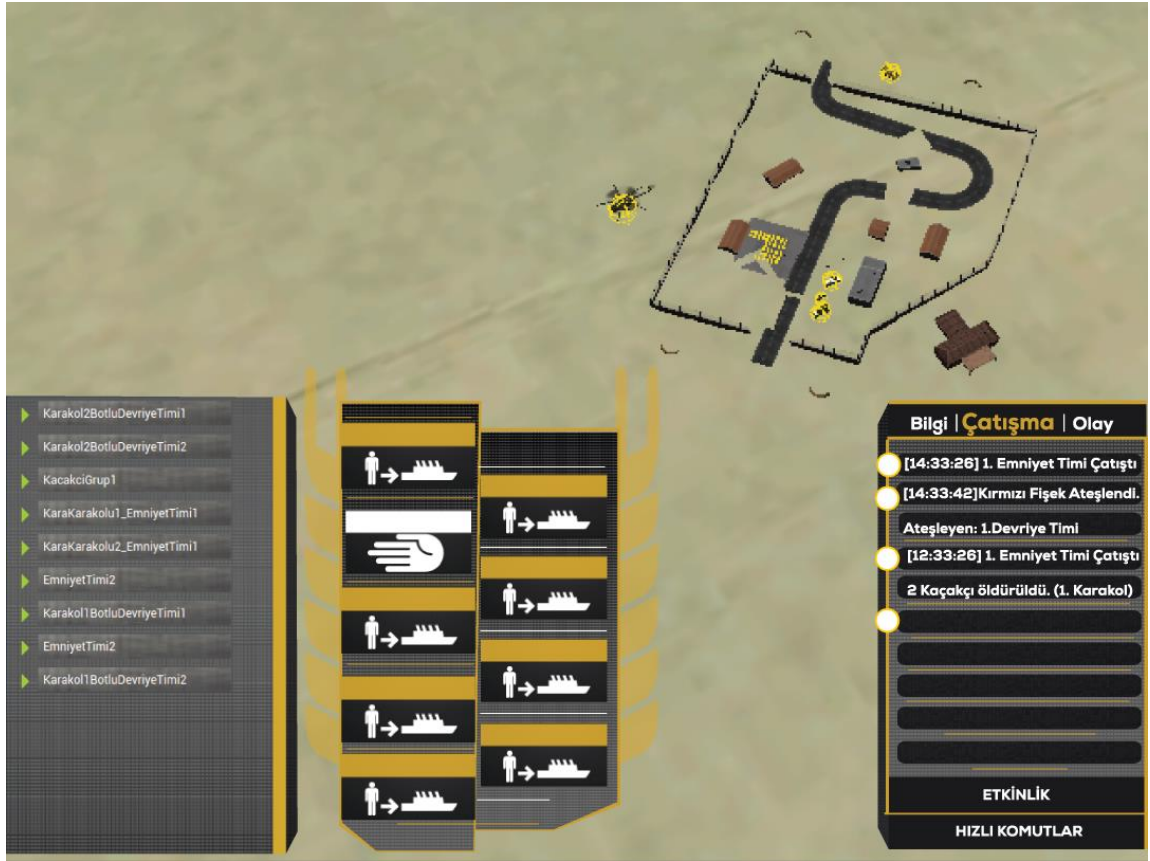 Karakol2BotluDevriyeTimi1
Karakol2BotluDevriyeTimi2
KacakciGrup1
KaraKarakolu1_EmniyetTimi1
KaraKarakolu2_EmniyetTimi1
EmniyetTimi2
Karakol1BotluDevriyeTimi1
EmniyetTimi2
Karakol1BotluDevriyeTimi2
Bilgi | Çatışma | Olay
[14:33:26] 1. Emniyet Timi Çatıştı
[14:33:42]Kırmızı Fişek Ateşlendi.
Ateşleyen: 1.Devriye Timi
[12:33:26] 1. Emniyet Timi Çatıştı
2 Kaçakçı öldürüldü. (1. Karakol)
ETKİNLİK
HIZLI KOMUTLAR